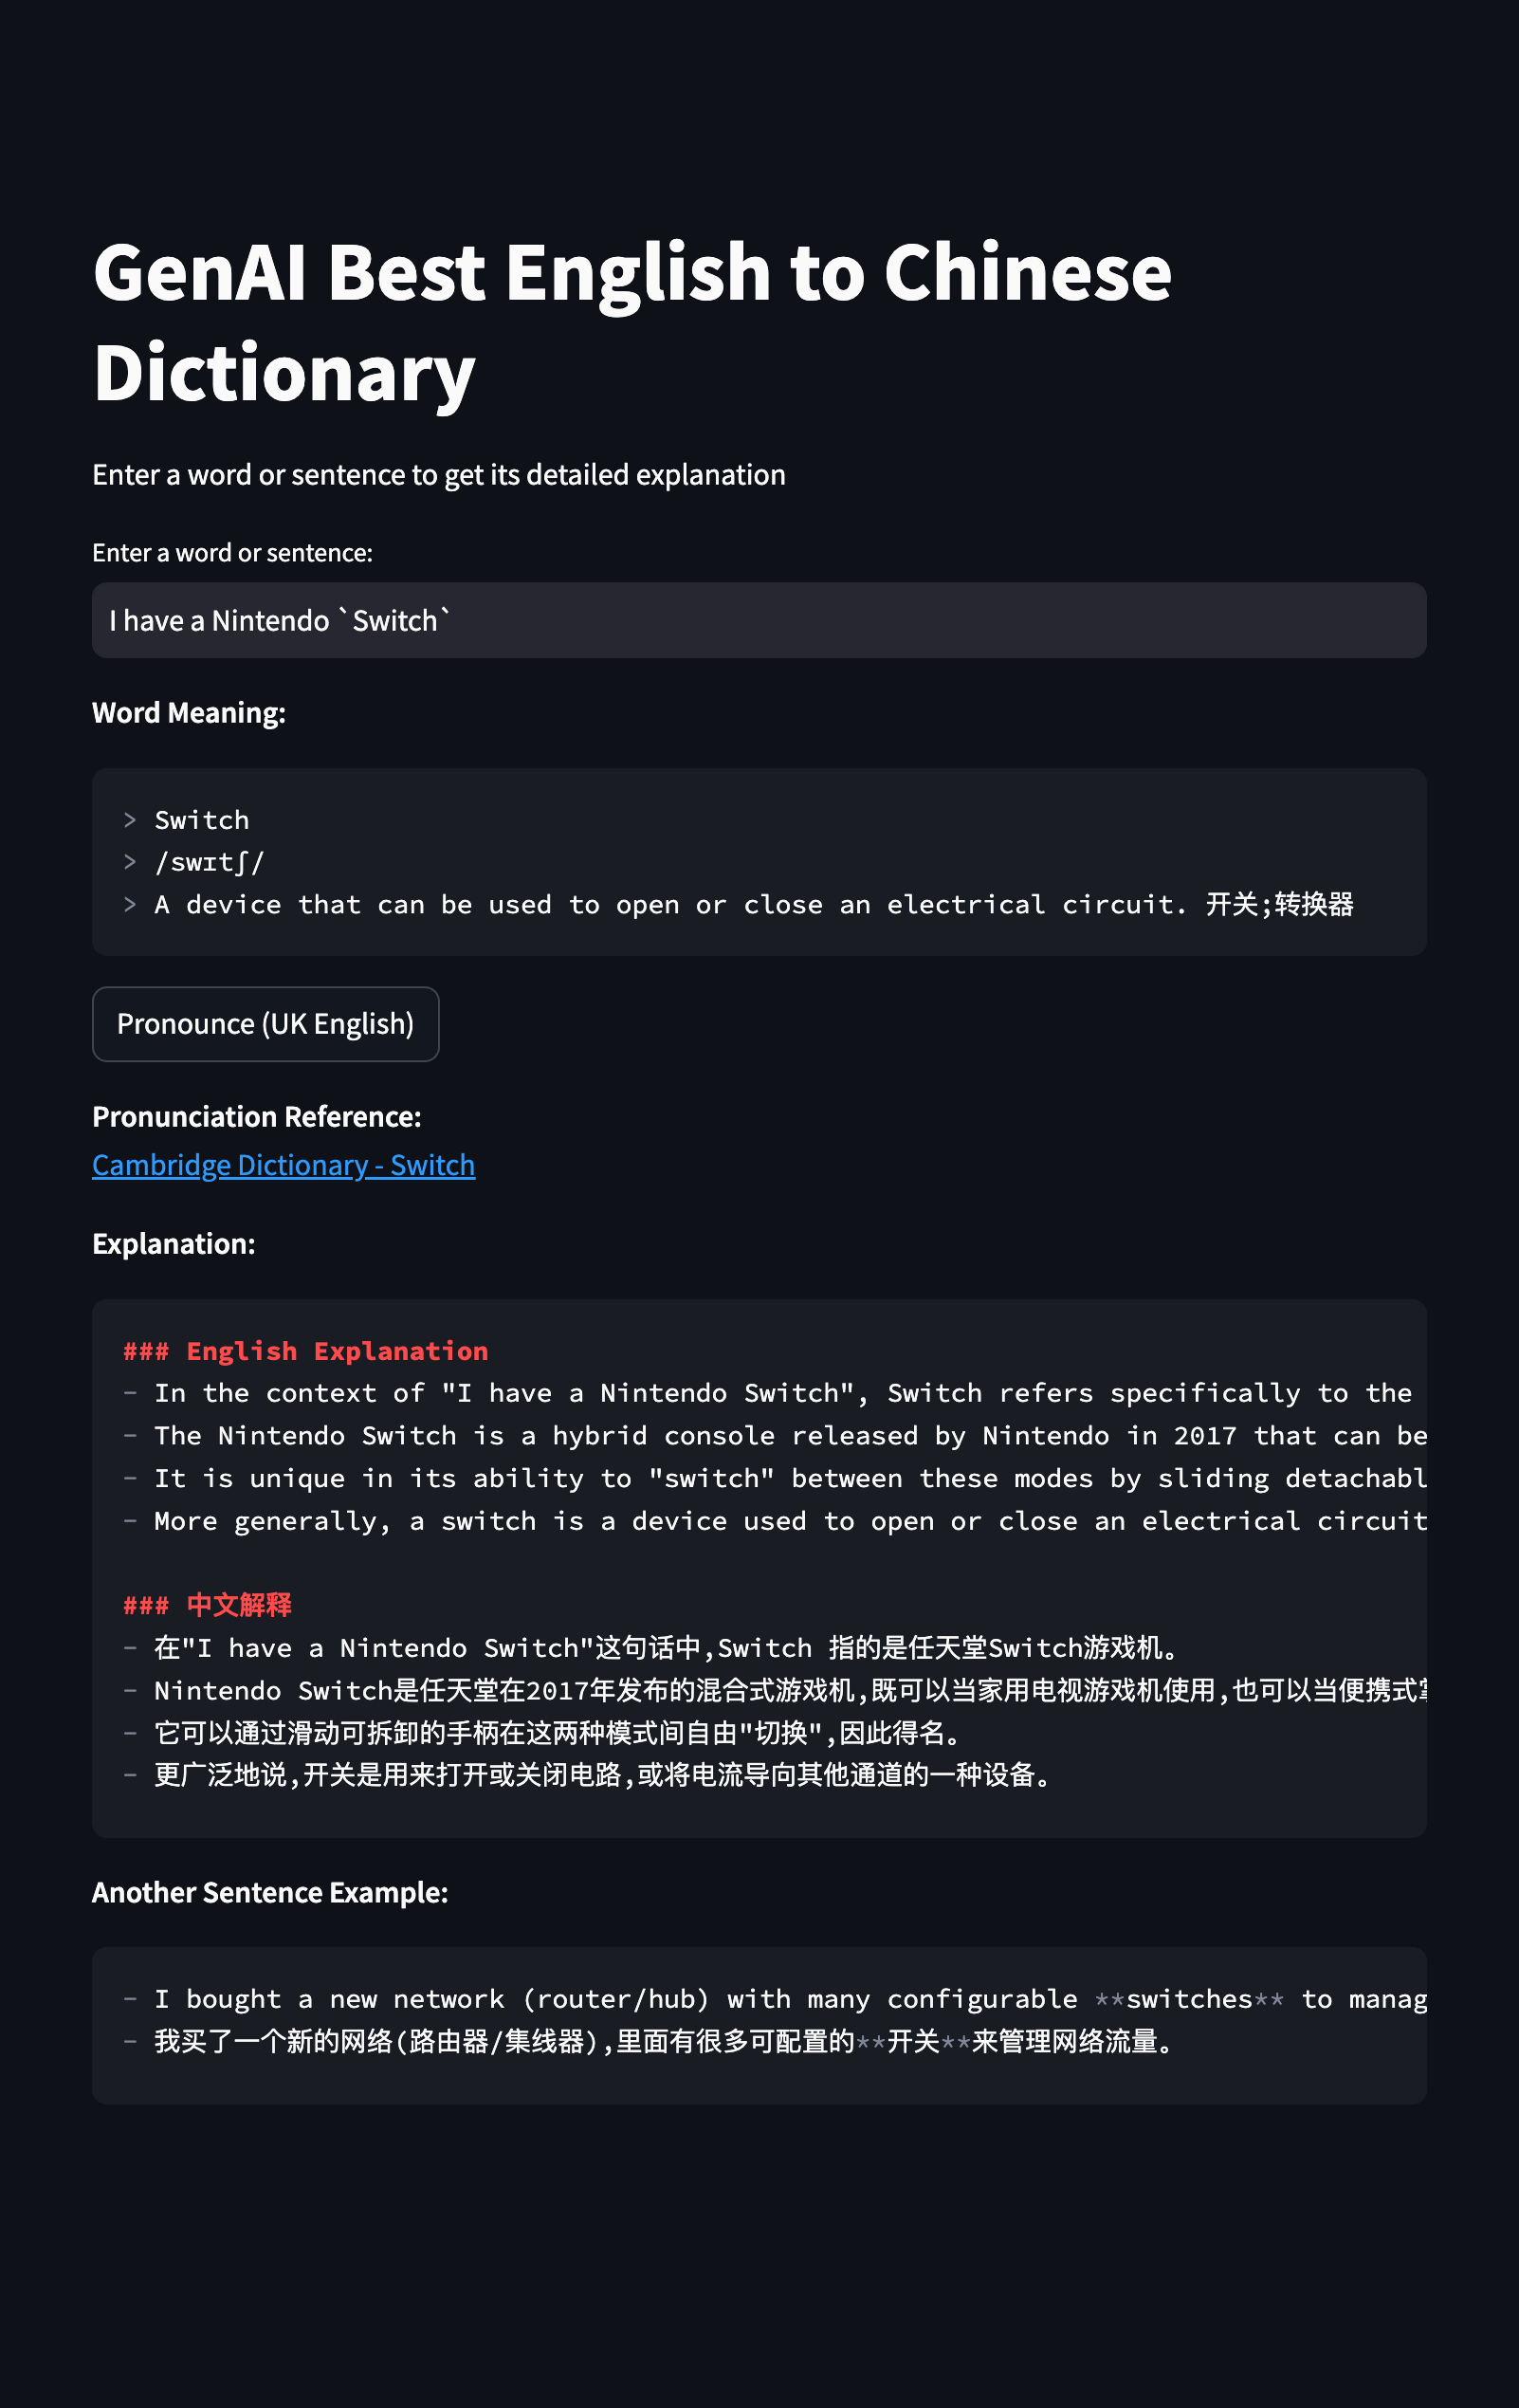 GenAI Best English to Chinese
Dictionary
Enter a word or sentence to get its detailed explanation
Enter a word or sentence:
I have a Nintendo `Switch`
Word Meaning:
> Switch
> /swɪtʃ/
> A device that can be used to open or close an electrical circuit. 开关;转换器
Pronounce (UK English)
Pronunciation Reference:
Cambridge Dictionary - Switch
Explanation:
### English Explanation
- In the context of "I have a Nintendo Switch", Switch refers specifically to the
- The Nintendo Switch is a hybrid console released by Nintendo in 2017 that can be
- It is unique in its ability to "switch" between these modes by sliding detachabl
- More generally, a switch is a device used to open or close an electrical circuit
### 中文解释
- 在"I have a Nintendo Switch"这句话中,Switch 指的是任天堂Switch游戏机。
- Nintendo Switch是任天堂在2017年发布的混合式游戏机,既可以当家用电视游戏机使用,也可以当便携式
- 它可以通过滑动可拆卸的手柄在这两种模式间自由"切换",因此得名。
- 更广泛地说,开关是用来打开或关闭电路,或将电流导向其他通道的一种设备。
Another Sentence Example:
- I bought a new network (router/hub) with many configurable **switches** to manag
- 我买了一个新的网络(路由器/集线器),里面有很多可配置的**开关**来管理网络流量。